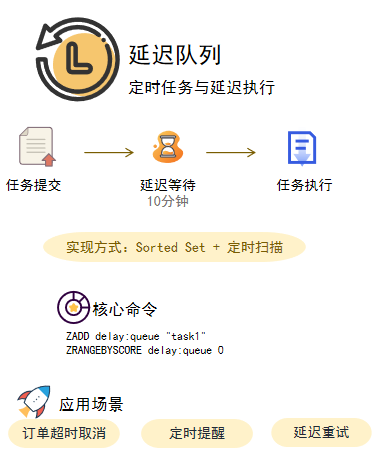 延迟队列
定时任务与延迟执行
任务提交
延迟等待
任务执行
10分钟
实现方式：Sorted Set + 定时扫描
核心命令
ZADD delay:queue "task1"
ZRANGEBYSCORE delay:queue 0
应用场景
订单超时取消
定时提醒
延迟重试